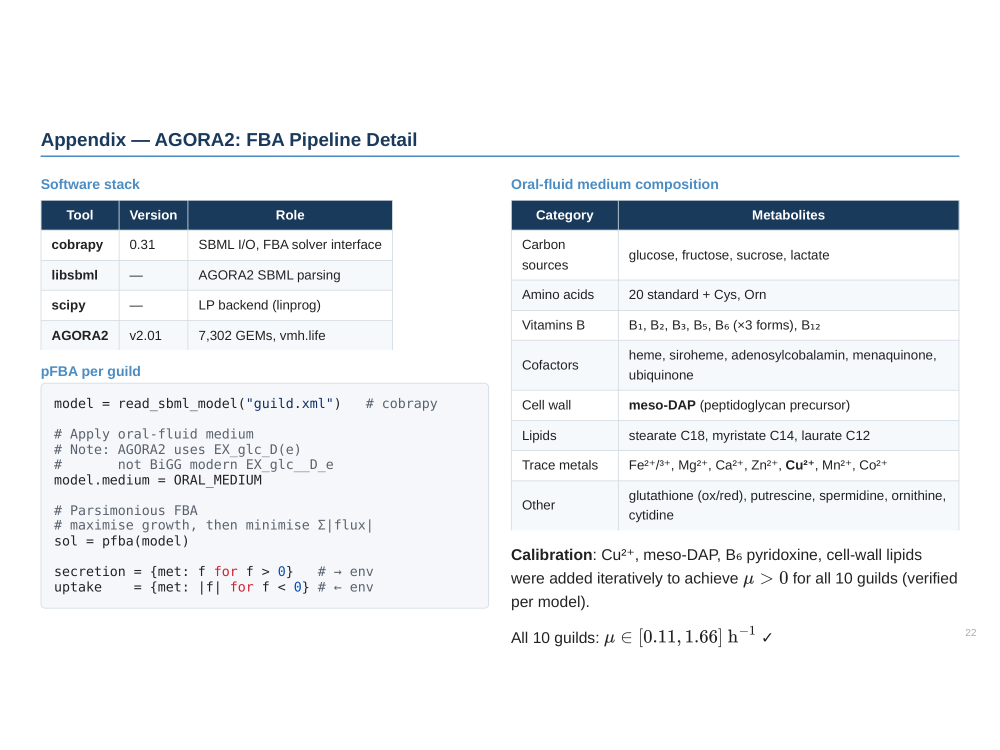 Appendix — AGORA2: FBA Pipeline Detail
Software stack
Tool Version Role
cobrapy 0.31 SBML I/O, FBA solver interface
libsbml — AGORA2 SBML parsing
scipy — LP backend (linprog)
AGORA2 v2.01 7,302 GEMs, vmh.life
pFBA per guild
model = read_sbml_model("guild.xml")   # cobrapy
# Apply oral-fluid medium
# Note: AGORA2 uses EX_glc_D(e)
#       not BiGG modern EX_glc__D_e
model.medium = ORAL_MEDIUM
# Parsimonious FBA
# maximise growth, then minimise Σ|flux|
sol = pfba(model)
secretion = {met: f for f > 0}   # → env
uptake    = {met: |f| for f < 0} # ← env
Oral-fluid medium composition
Category Metabolites
Carbon
sources
glucose, fructose, sucrose, lactate
Amino acids 20 standard + Cys, Orn
Vitamins B B₁, B₂, B₃, B₅, B₆ (×3 forms), B₁₂
Cofactors
heme, siroheme, adenosylcobalamin, menaquinone,
ubiquinone
Cell wall meso-DAP (peptidoglycan precursor)
Lipids stearate C18, myristate C14, laurate C12
Trace metals Fe²⁺/³⁺, Mg²⁺, Ca²⁺, Zn²⁺, Cu²⁺, Mn²⁺, Co²⁺
Other
glutathione (ox/red), putrescine, spermidine, ornithine,
cytidine
Calibration: Cu²⁺, meso-DAP, B₆ pyridoxine, cell-wall lipids
were added iteratively to achieve μ > 0 for all 10 guilds (verified
per model).
All 10 guilds: μ ∈ [0.11, 1.66] h⁻¹ ✓
22